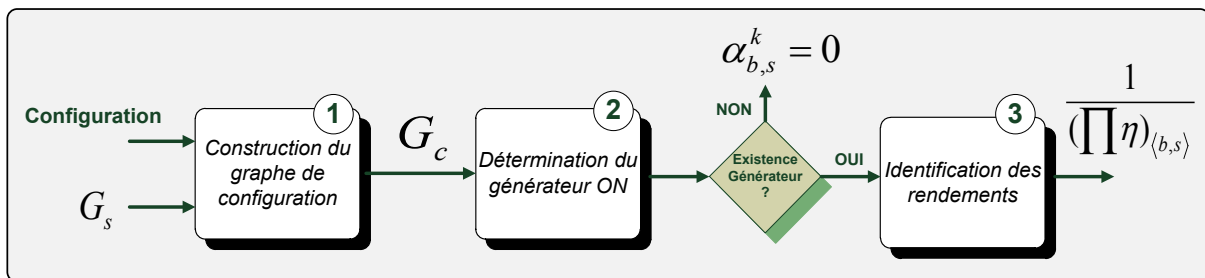 Configuration
G_s
1
Construction du
graphe de
configuration
G_c
2
Détermination du
générateur ON
α^k_{b,s} = 0
NON
Existence
Générateur
?
OUI
3
Identification des
rendements
1
(∏η)_{⟨b,s⟩}